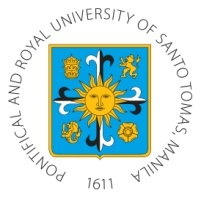 PONTIFICAL AND ROYAL UNIVERSITY OF SANTO TOMAS, MANILA
1611